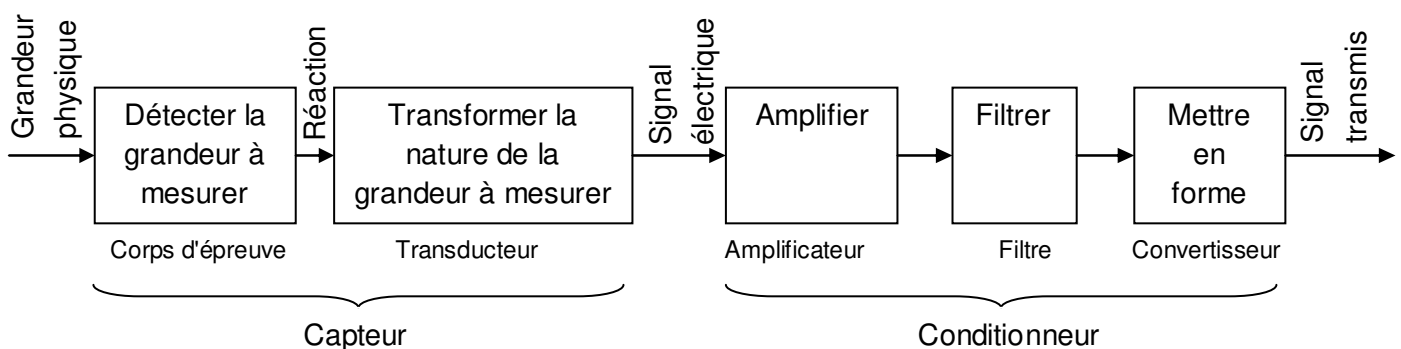 Grandeur
physique
Détecter la
grandeur à
mesurer
Corps d'épreuve
Réaction
Transformer la
nature de la
grandeur à mesurer
Transducteur
Capteur
Signal
électrique
Amplifier
Amplificateur
Filtrer
Filtre
Mettre
en
forme
Convertisseur
Conditionneur
Signal
transmis